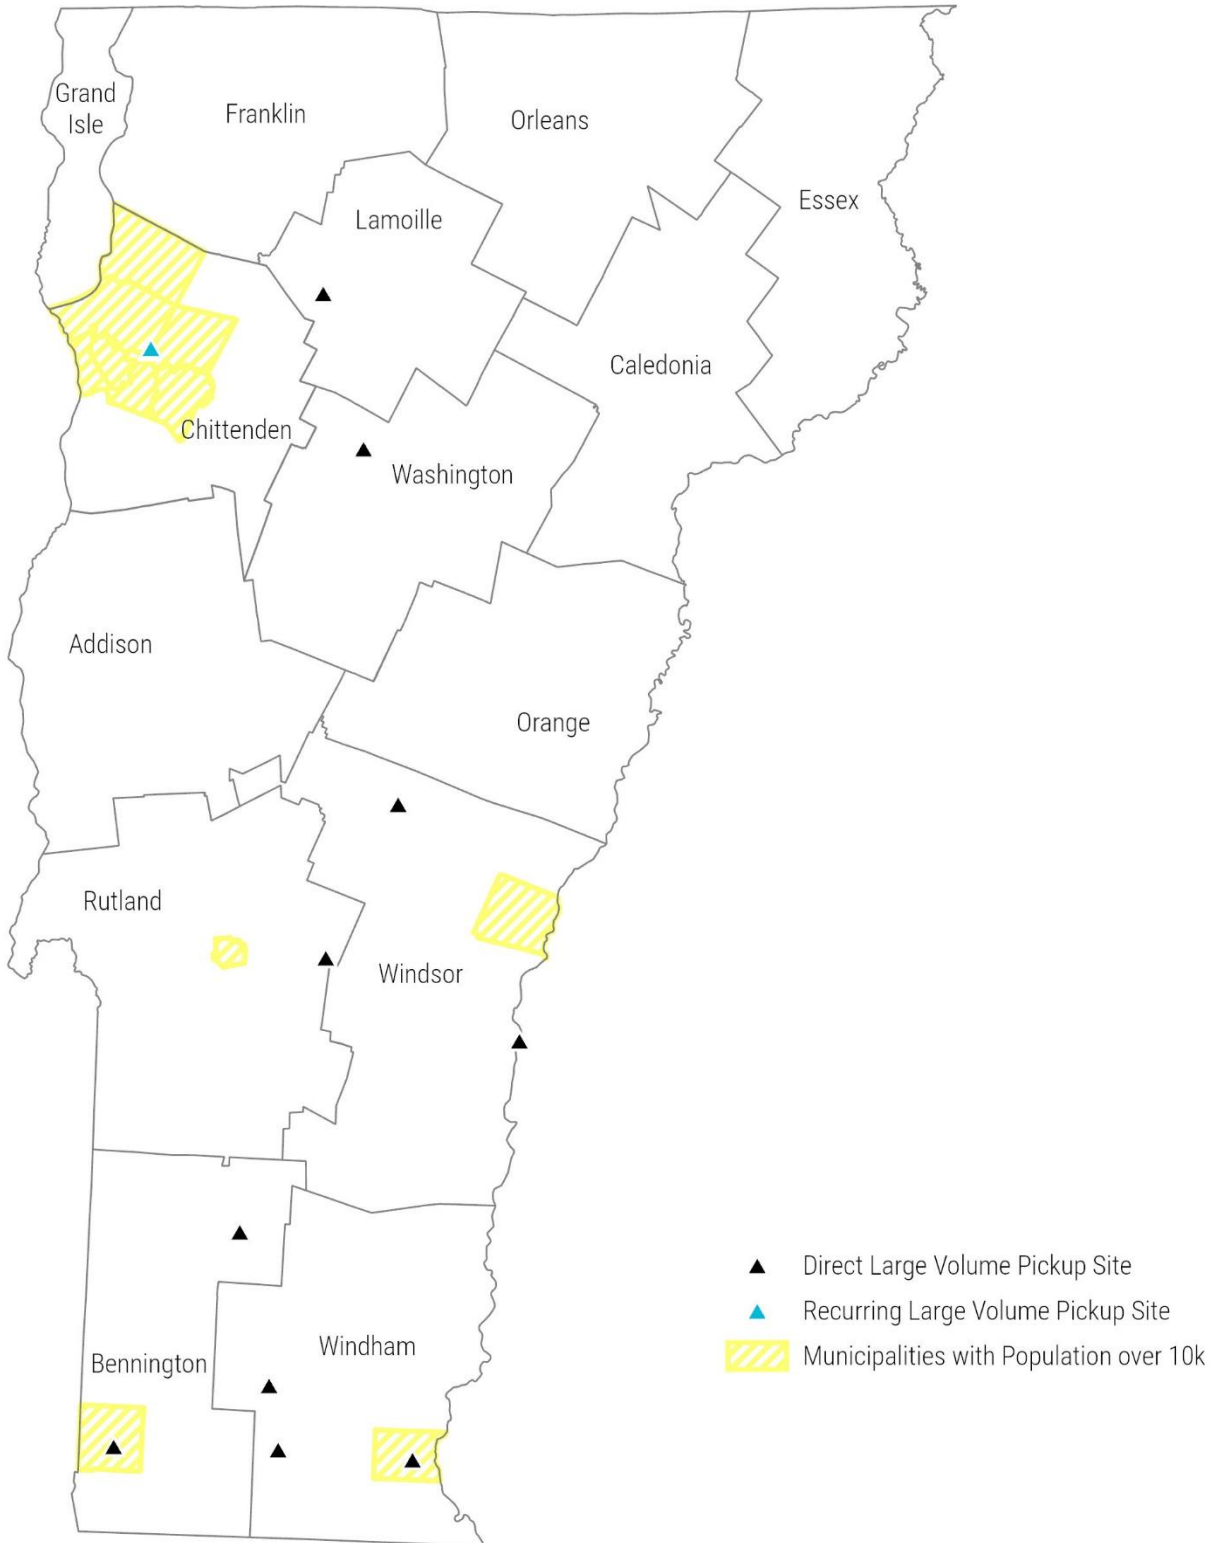 Grand
Isle
Franklin
Orleans
Essex
Lamoille
Caledonia
Chittenden
Washington
Addison
Orange
Rutland
Windsor
Direct Large Volume Pickup Site
Recurring Large Volume Pickup Site
Windham
Bennington
Municipalities with Population over 10k